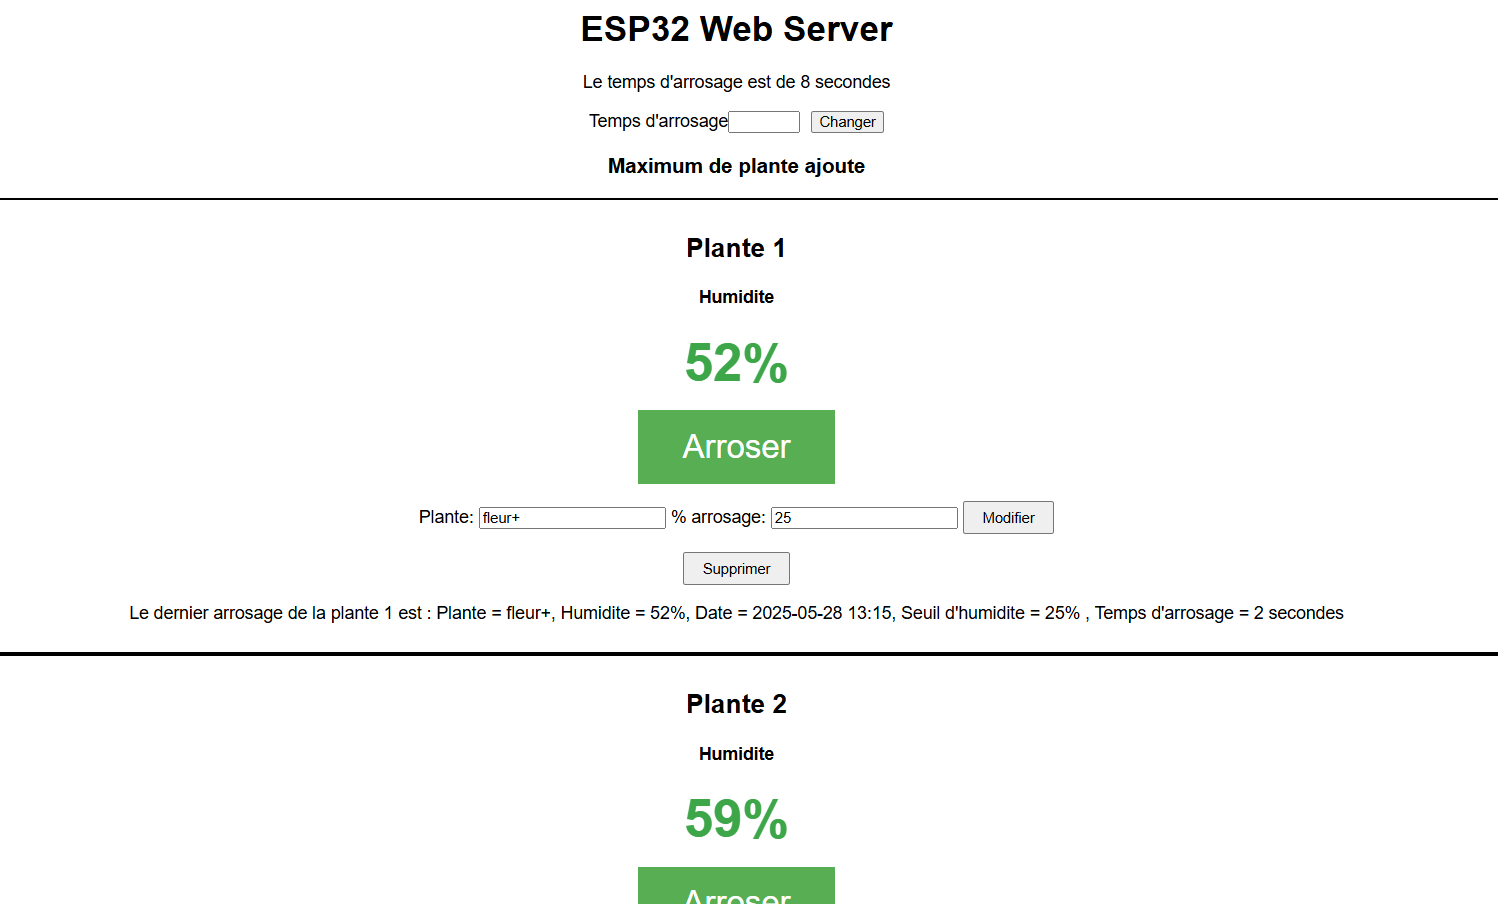 ESP32 Web Server
Le temps d'arrosage est de 8 secondes
Temps d'arrosage Changer
Maximum de plante ajoute
Plante 1
Humidite
52%
Arroser
Plante: fleur+ % arrosage: 25 Modifier
Supprimer
Le dernier arrosage de la plante 1 est : Plante = fleur+, Humidite = 52%, Date = 2025-05-28 13:15, Seuil d'humidite = 25% , Temps d'arrosage = 2 secondes
Plante 2
Humidite
59%
Arroser